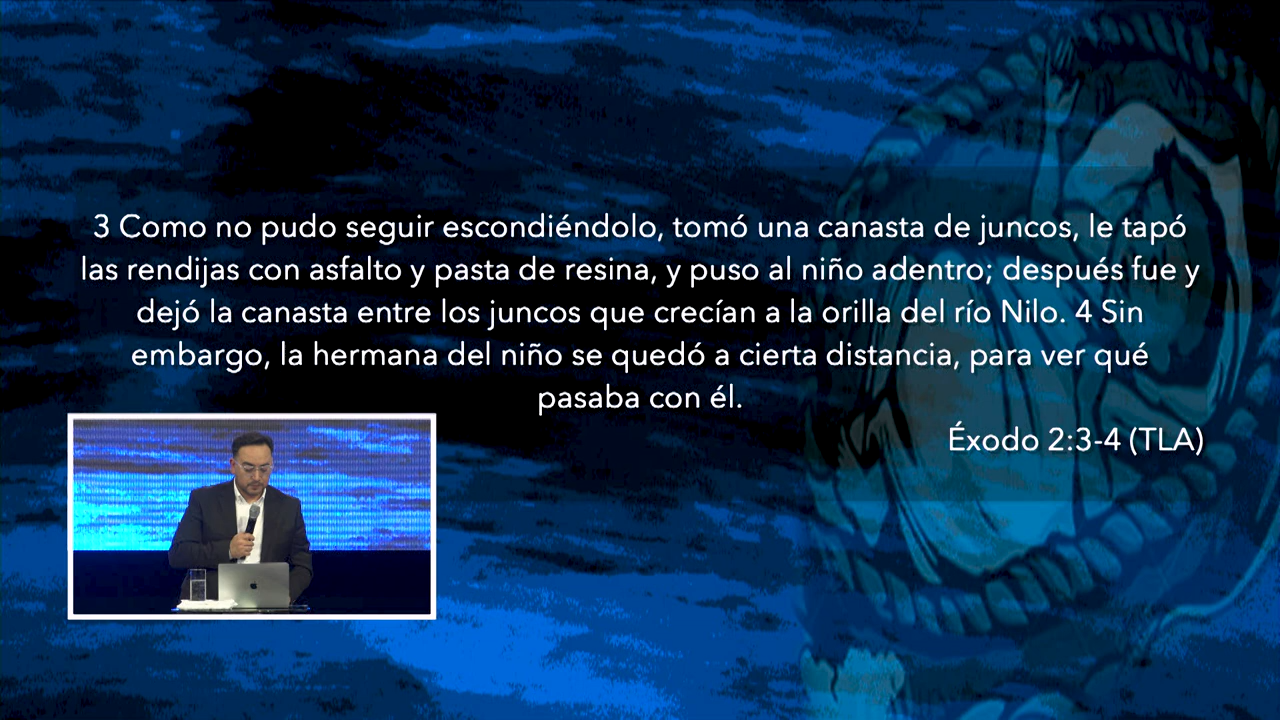 3 Como no pudo seguir escondiéndolo, tomó una canasta de juncos, le tapó
las rendijas con asfalto y pasta de resina, y puso al niño adentro; después fue y
dejó la canasta entre los juncos que crecían a la orilla del río Nilo. 4 Sin
embargo, la hermana del niño se quedó a cierta distancia, para ver qué
pasaba con él.
Éxodo 2:3-4 (TLA)